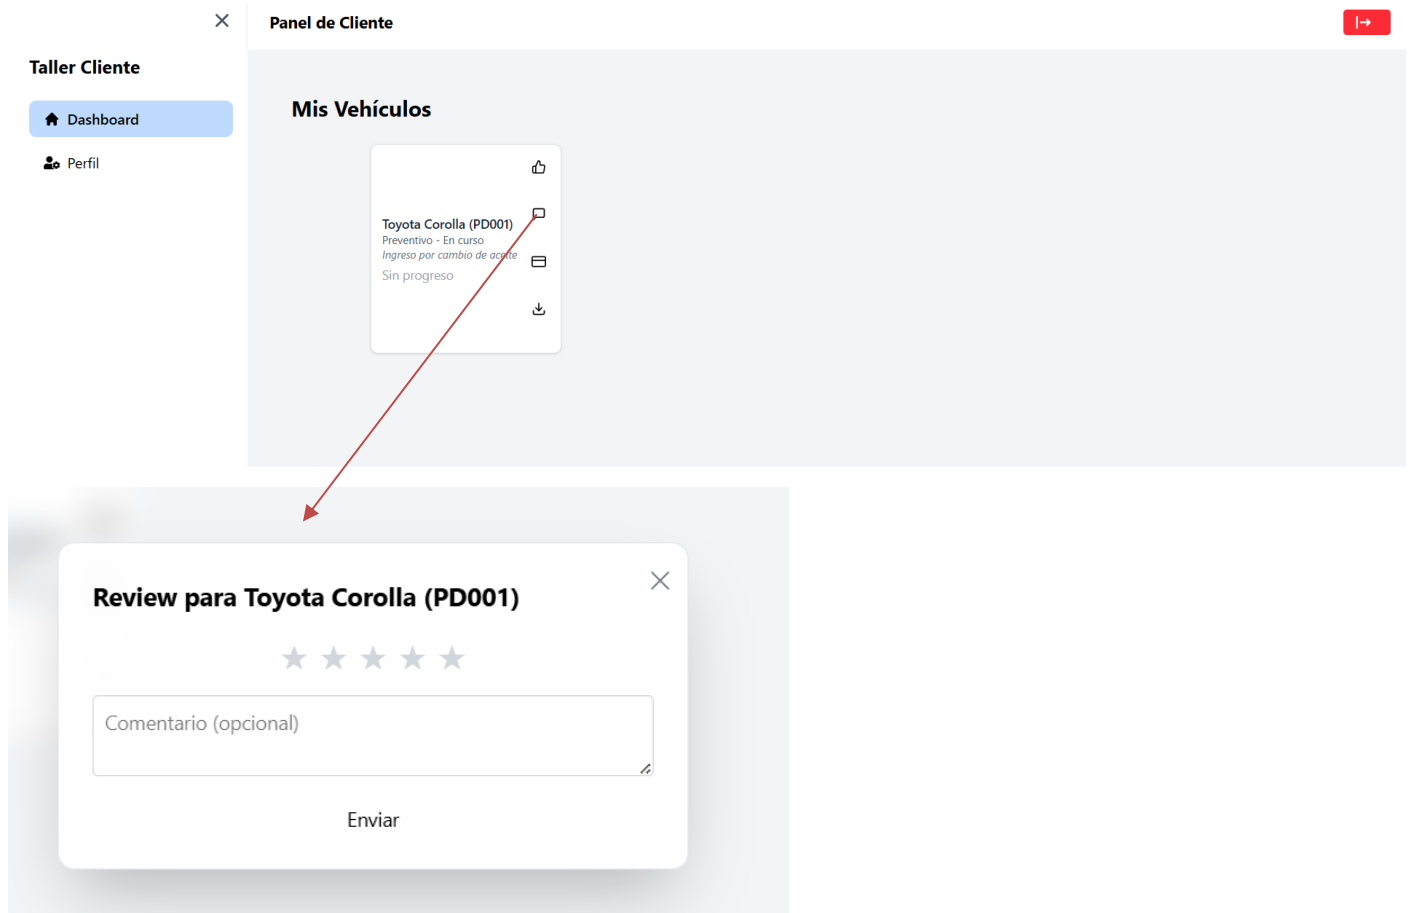 Panel de Cliente
Taller Cliente
Dashboard
Perfil
Mis Vehículos
Toyota Corolla (PD001)
Preventivo - En curso
Ingreso por cambio de aceite
Sin progreso
Review para Toyota Corolla (PD001)
Comentario (opcional)
Enviar